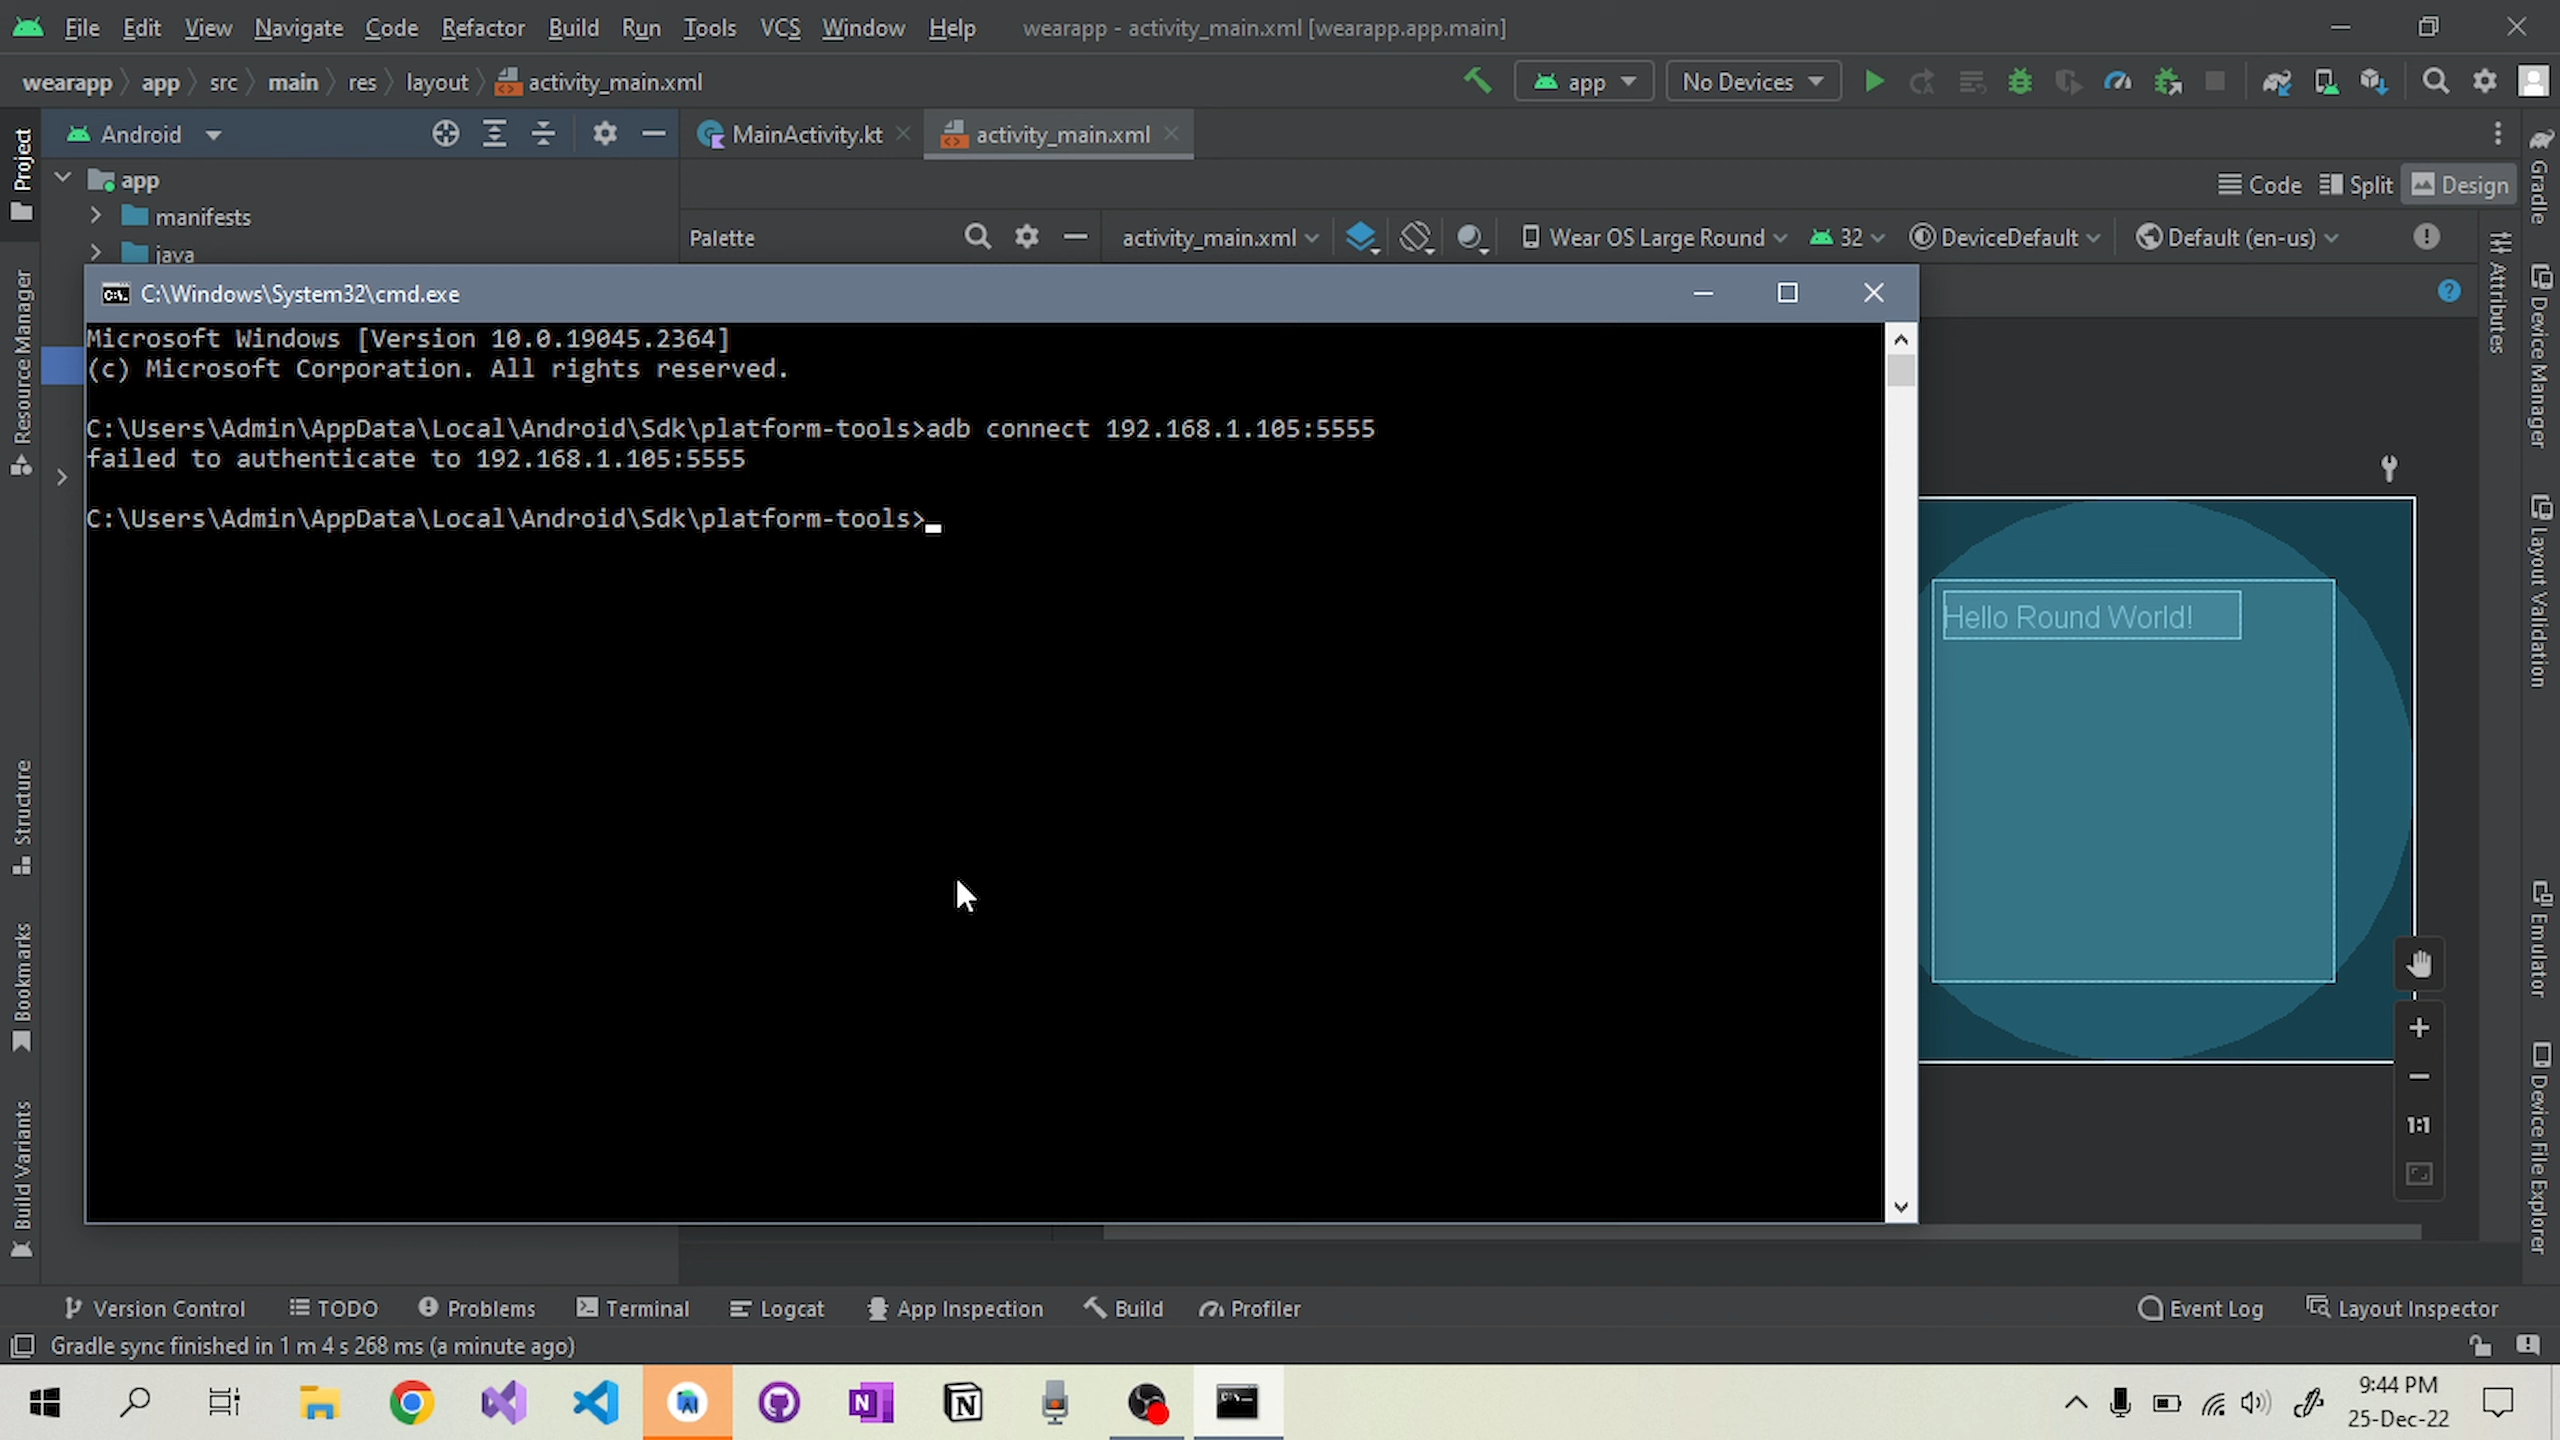 File Edit View Navigate Code Refactor Build Run Tools VCS Window Help wearapp - activity_main.xml [wearapp.app.main]
wearapp app src main res layout activity_main.xml app No Devices
Project
Android
MainActivity.kt activity_main.xml
app
manifests
java
Code Split Design
Palette activity_main.xml Wear OS Large Round 32 DeviceDefault Default (en-us)
Gradle
Attributes
Device Manager
Layout Validation
Emulator
Device File Explorer
Resource Manager
Structure
Bookmarks
Build Variants
C:\Windows\System32\cmd.exe
Microsoft Windows [Version 10.0.19045.2364]
(c) Microsoft Corporation. All rights reserved.
C:\Users\Admin\AppData\Local\Android\Sdk\platform-tools>adb connect 192.168.1.105:5555
failed to authenticate to 192.168.1.105:5555
C:\Users\Admin\AppData\Local\Android\Sdk\platform-tools>
Hello Round World!
1:1
Version Control TODO Problems Terminal Logcat App Inspection Build Profiler Event Log Layout Inspector
Gradle sync finished in 1 m 4 s 268 ms (a minute ago)
9:44 PM
25-Dec-22